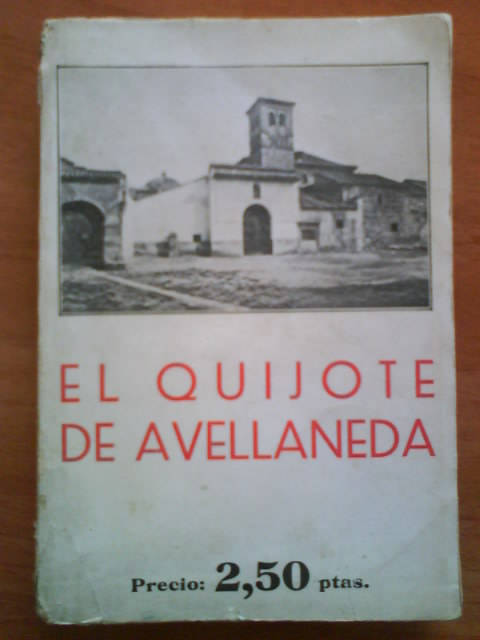 EL QUIJOTE
DE AVELLANEDA
Precio: 2,50 ptas.